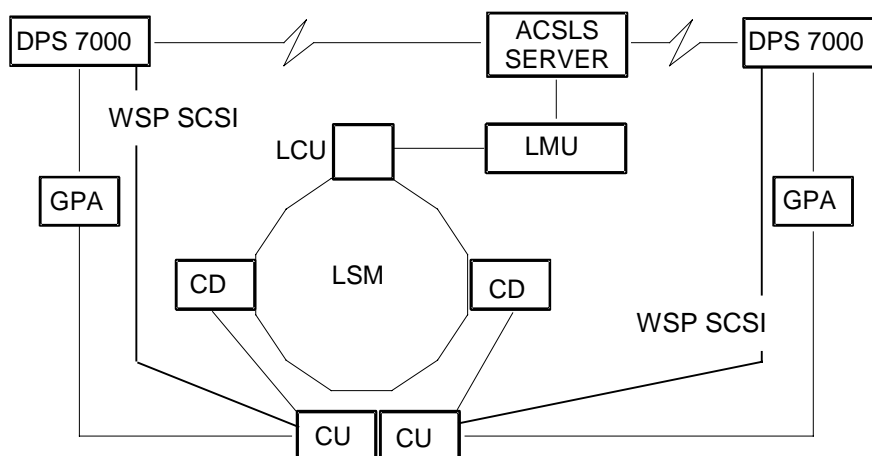 DPS 7000
ACSLS
SERVER
DPS 7000
WSP SCSI
LCU
LMU
GPA
GPA
LSM
CD
CD
WSP SCSI
CU
CU